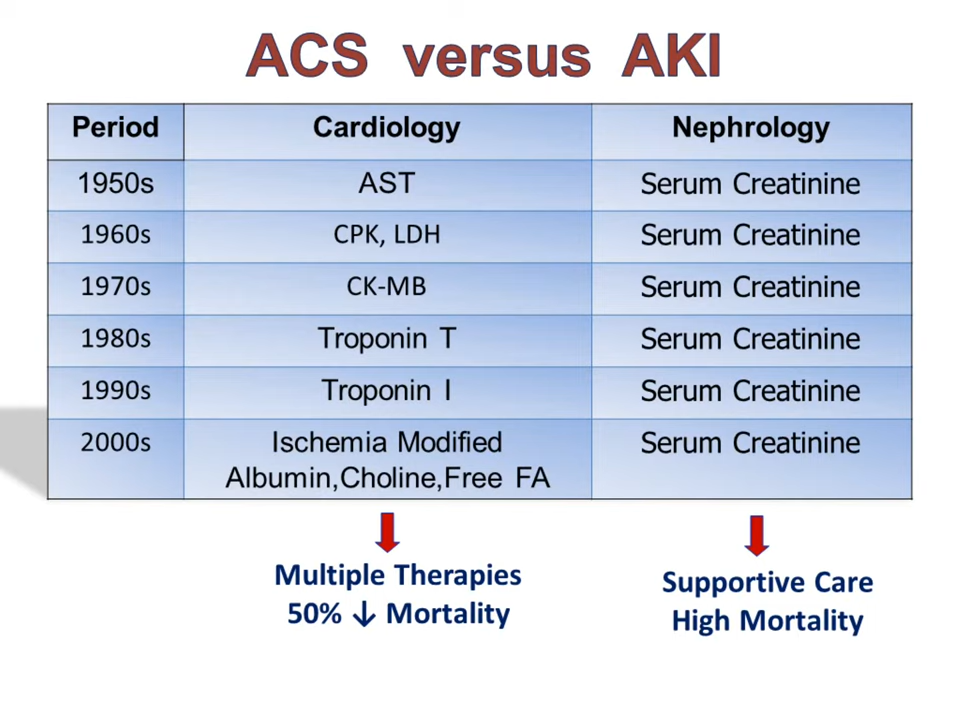 ACS versus AKI
Period Cardiology Nephrology
1950s AST Serum Creatinine
1960s CPK, LDH Serum Creatinine
1970s CK-MB Serum Creatinine
1980s Troponin T Serum Creatinine
1990s Troponin I Serum Creatinine
2000s Ischemia Modified Serum Creatinine
Albumin,Choline,Free FA
Multiple Therapies
50% ↓ Mortality
Supportive Care
High Mortality